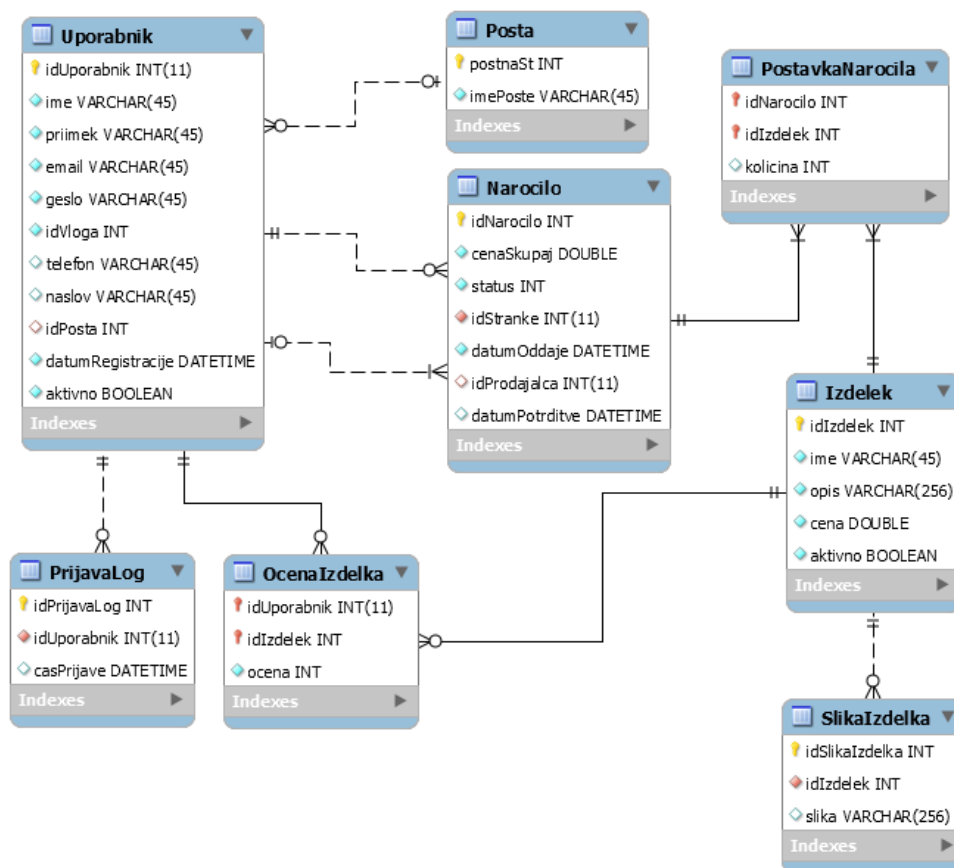 Uporabnik
idUporabnik INT(11)
ime VARCHAR(45)
priimek VARCHAR(45)
email VARCHAR(45)
geslo VARCHAR(45)
idVloga INT
telefon VARCHAR(45)
naslov VARCHAR(45)
idPosta INT
datumRegistracije DATETIME
aktivno BOOLEAN
Indexes
Posta
postnaSt INT
imePoste VARCHAR(45)
Indexes
PostavkaNarocila
idNarocilo INT
idIzdelek INT
kolicina INT
Indexes
Narocilo
idNarocilo INT
cenaSkupaj DOUBLE
status INT
idStranke INT(11)
datumOddaje DATETIME
idProdajalca INT(11)
datumPotrditve DATETIME
Indexes
Izdelek
idIzdelek INT
ime VARCHAR(45)
opis VARCHAR(256)
cena DOUBLE
aktivno BOOLEAN
Indexes
PrijavaLog
idPrijavaLog INT
idUporabnik INT(11)
casPrijave DATETIME
Indexes
OcenaIzdelka
idUporabnik INT(11)
idIzdelek INT
ocena INT
Indexes
SlikaIzdelka
idSlikaIzdelka INT
idIzdelek INT
slika VARCHAR(256)
Indexes